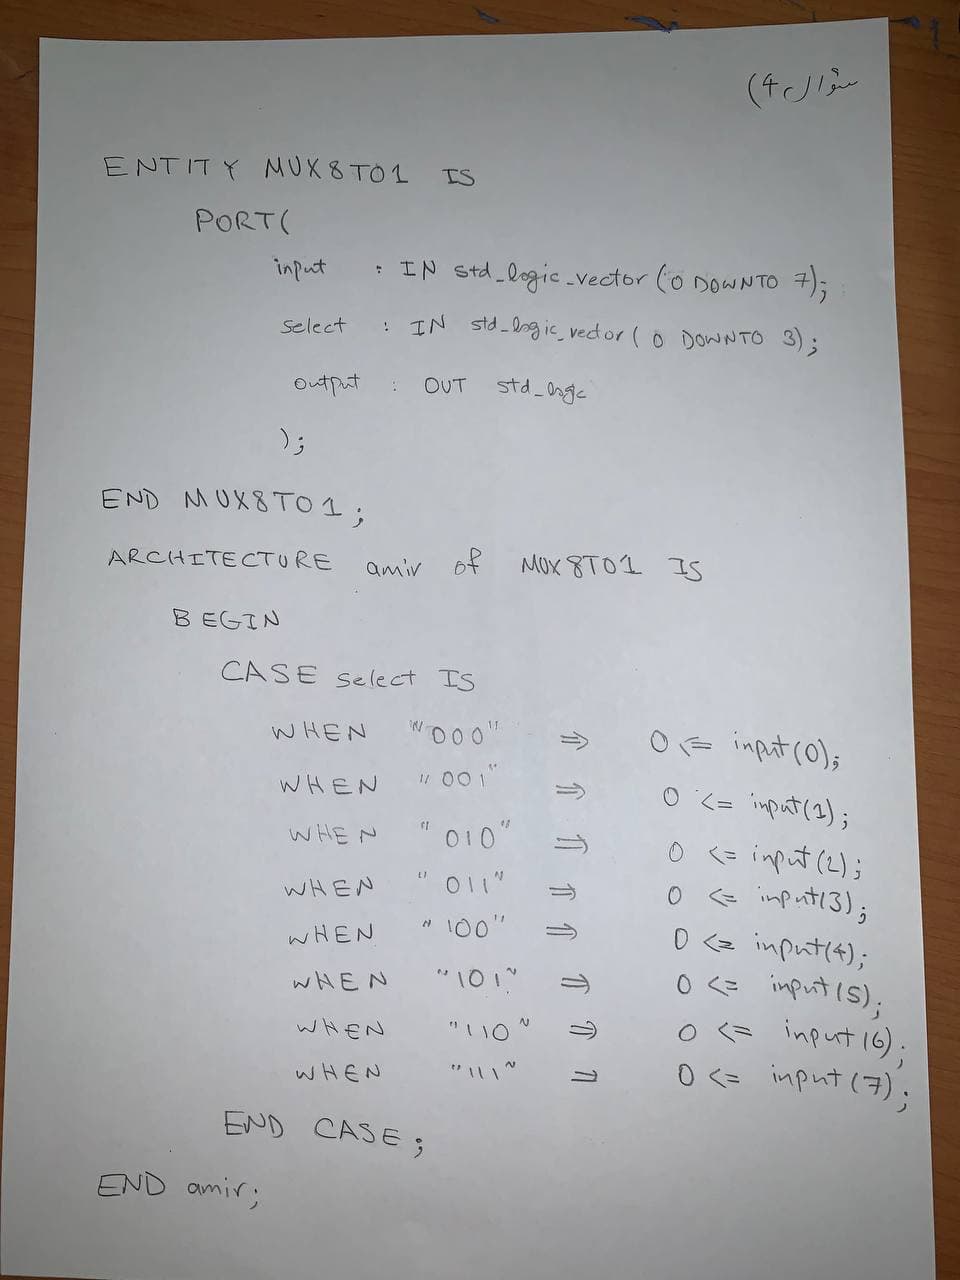 سؤال 4)
ENTITY MUX8TO1 IS
PORT(
input : IN std_logic_vector (0 DOWNTO 7);
select : IN std_logic_vector ( 0 DOWNTO 3);
output : OUT std_logic
);
END MUX8TO1;
ARCHITECTURE amir of MUX8TO1 IS
BEGIN
CASE select IS
WHEN "000" => O <= input(0);
WHEN "001" => O <= input(1);
WHEN "010" => O <= input(2);
WHEN "011" => O <= input(3);
WHEN "100" => O <= input(4);
WHEN "101" => O <= input(5);
WHEN "110" => O <= input(6);
WHEN "111" => O <= input(7);
END CASE;
END amir;